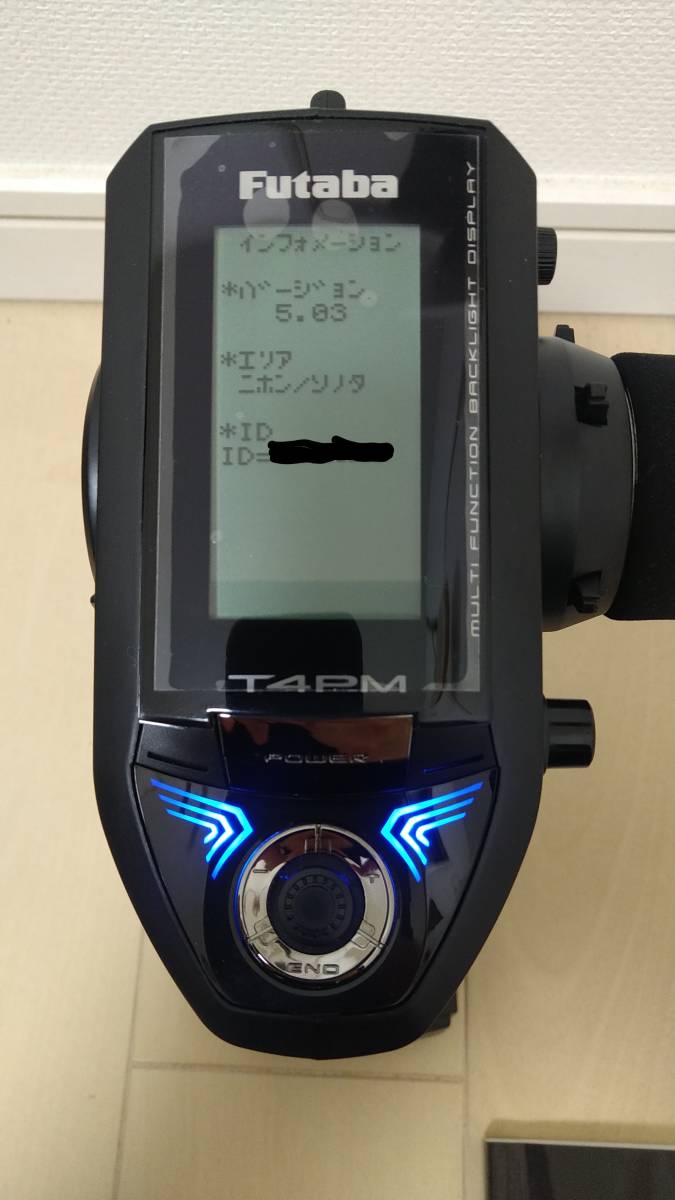 Futaba
インフォメーション
*バージョン
5.03
*エリア
ニホン/ソノタ
*ID
ID=
MULTI FUNCTION BACKLIGHT DISPLAY
T4PM
POWER
+
END